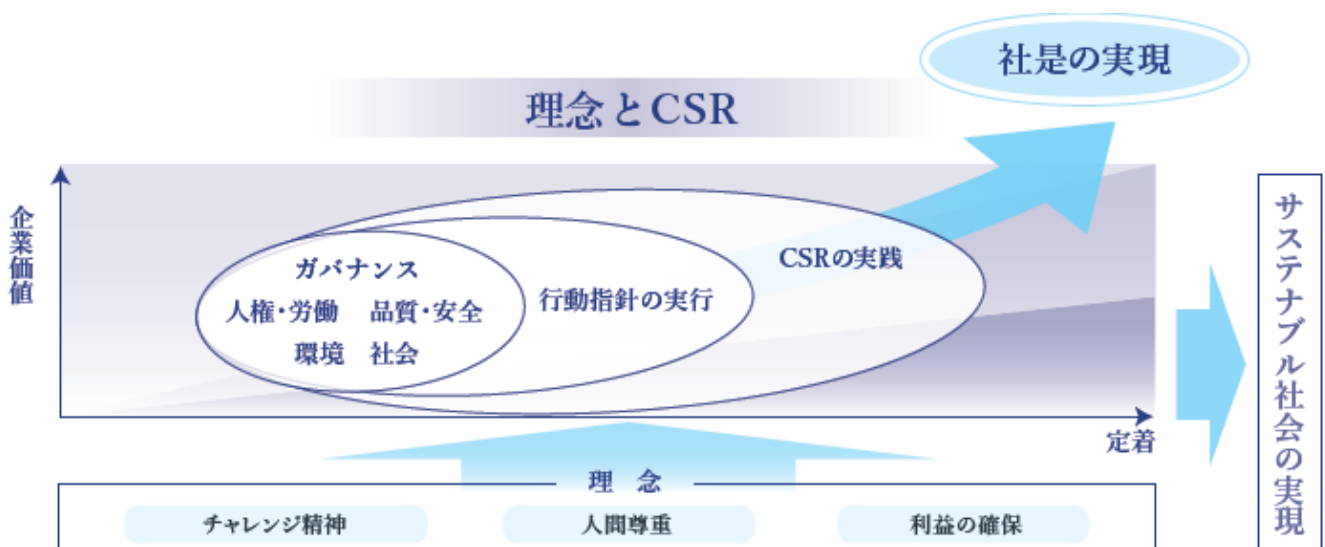 社是の実現
理念とCSR
企業価値
ガバナンス
人権・労働 品質・安全
環境 社会
行動指針の実行
CSRの実践
定着
サステナブル社会の実現
理 念
チャレンジ精神
人間尊重
利益の確保